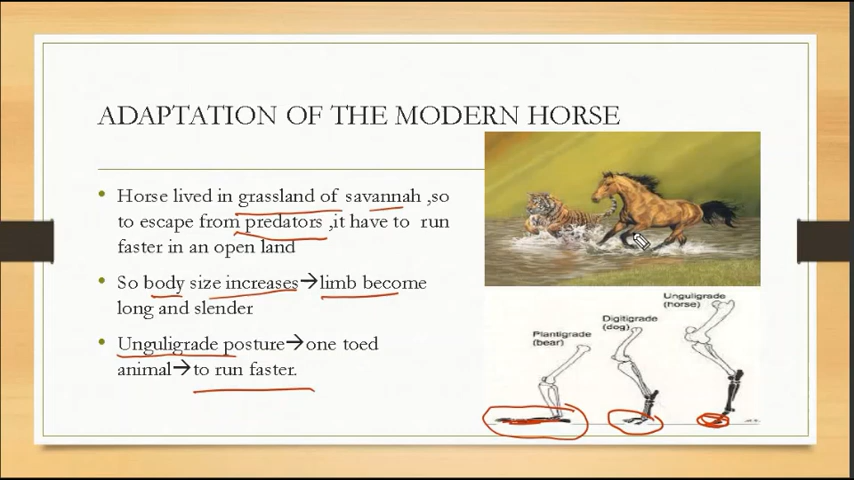 ADAPTATION OF THE MODERN HORSE
• Horse lived in grassland of savannah ,so
to escape from predators ,it have to run
faster in an open land
• So body size increases→limb become
long and slender
• Unguligrade posture→one toed
animal→to run faster.
Unguligrade
(horse)
Digitigrade
(dog)
Plantigrade
(bear)